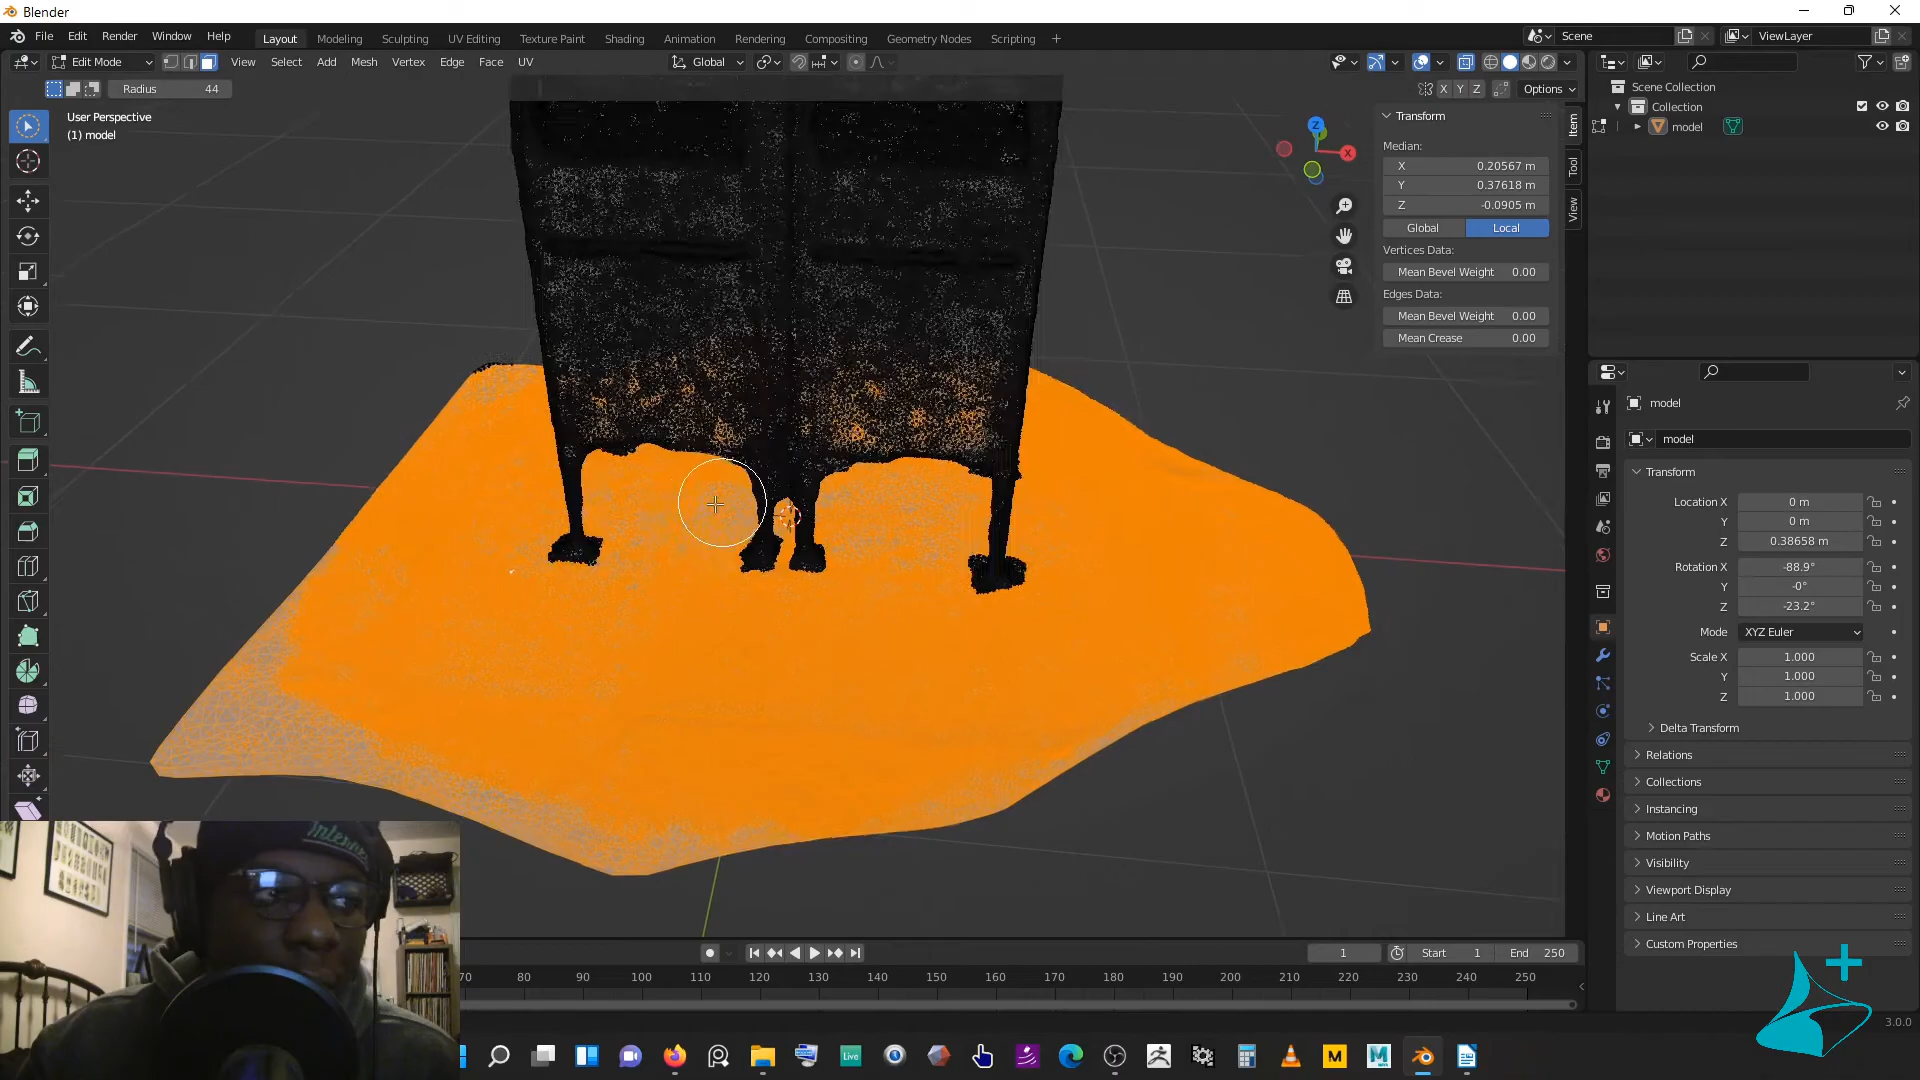 Blender
File Edit Render Window Help
Layout Modeling Sculpting UV Editing Texture Paint Shading Animation Rendering Compositing Geometry Nodes Scripting
Scene
ViewLayer
Edit Mode
View Select Add Mesh Vertex Edge Face UV
Global
Radius 44
X Y Z
Options
User Perspective
(1) model
Z
X
Transform
Median:
X 0.20567 m
Y 0.37618 m
Z -0.0905 m
Global Local
Vertices Data:
Mean Bevel Weight 0.00
Edges Data:
Mean Bevel Weight 0.00
Mean Crease 0.00
Item
Tool
View
Scene Collection
Collection
model
model
model
Transform
Location X 0 m
Y 0 m
Z 0.38658 m
Rotation X -88.9°
Y -0°
Z -23.2°
Mode XYZ Euler
Scale X 1.000
Y 1.000
Z 1.000
Delta Transform
Relations
Collections
Instancing
Motion Paths
Visibility
Viewport Display
Line Art
Custom Properties
3.0.0
1
Start 1
End 250
70 80 90 100 110 120 130 140 150 160 170 180 190 200 210 220 230 240 250
Live
M
M